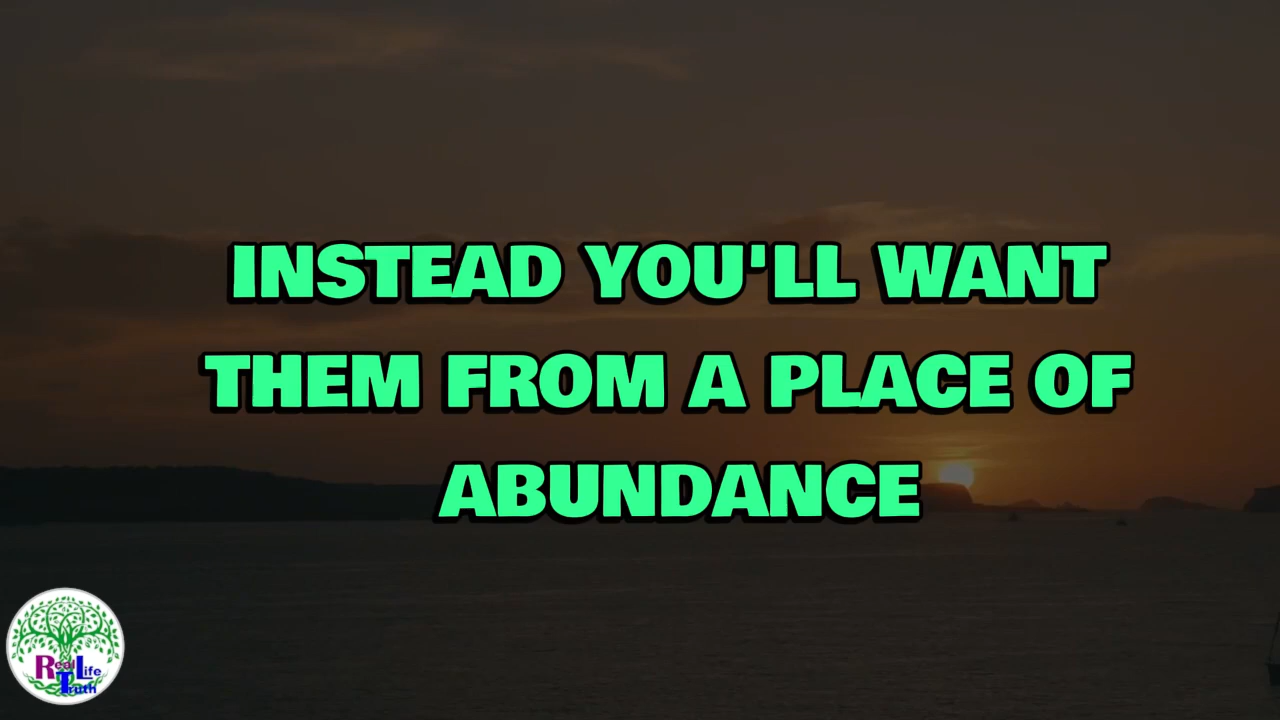 INSTEAD YOU'LL WANT
THEM FROM A PLACE OF
ABUNDANCE
Real Life
Truth